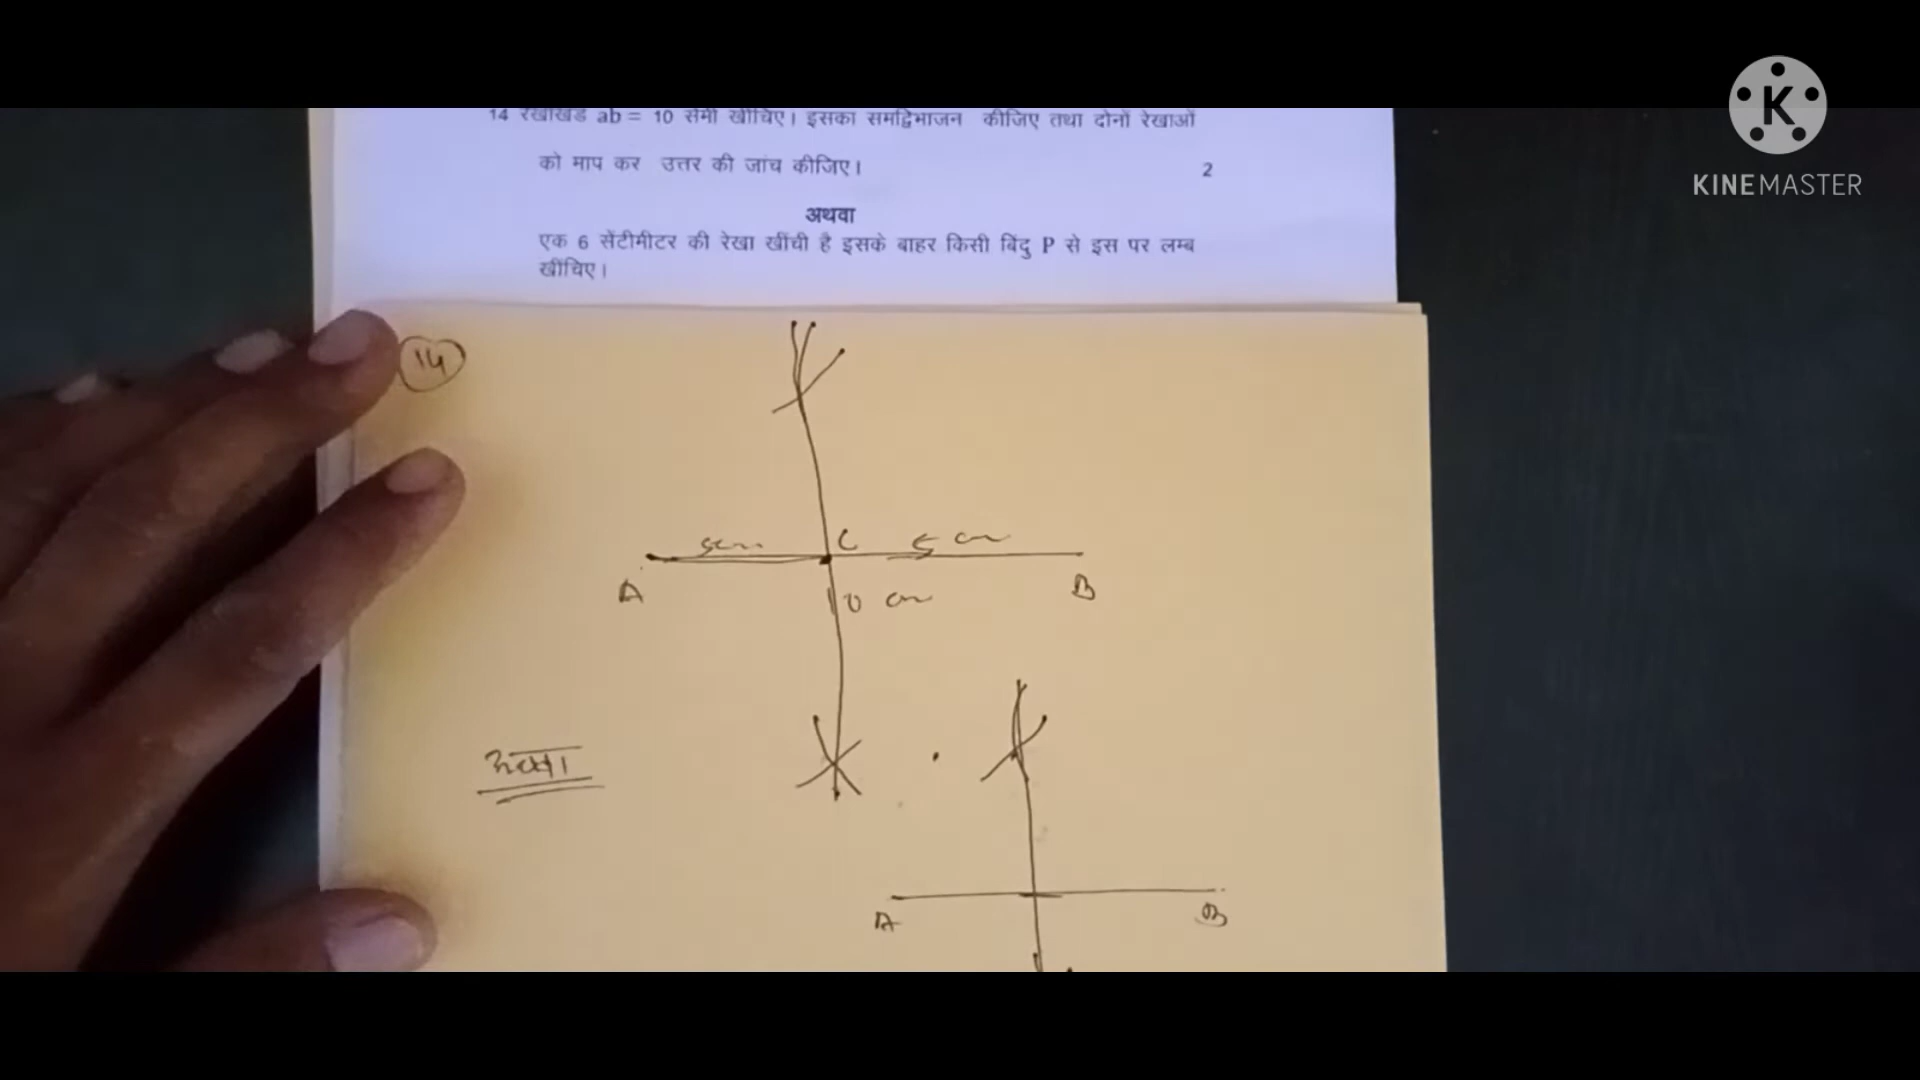 14 रेखाखंड ab = 10 सेमी खींचिए। इसका समद्विभाजन कीजिए तथा दोनों रेखाओं
को माप कर उत्तर की जांच कीजिए।
2
अथवा
एक 6 सेंटीमीटर की रेखा खींची है इसके बाहर किसी बिंदु P से इस पर लम्ब
खींचिए।
K
KINEMASTER
14
5cm C 5 cm
A B
10 cm
अथवा
A B